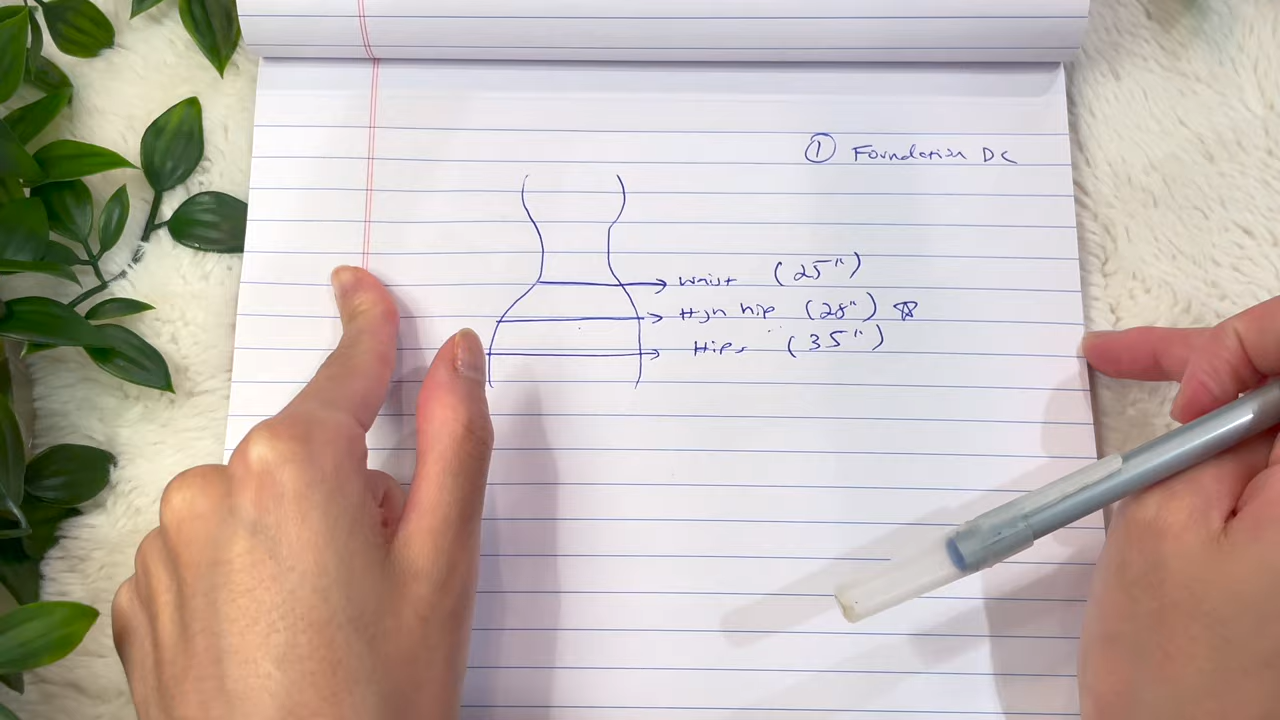 ① Foundation DC
waist (25")
High hip (28") ☆
Hips (35")